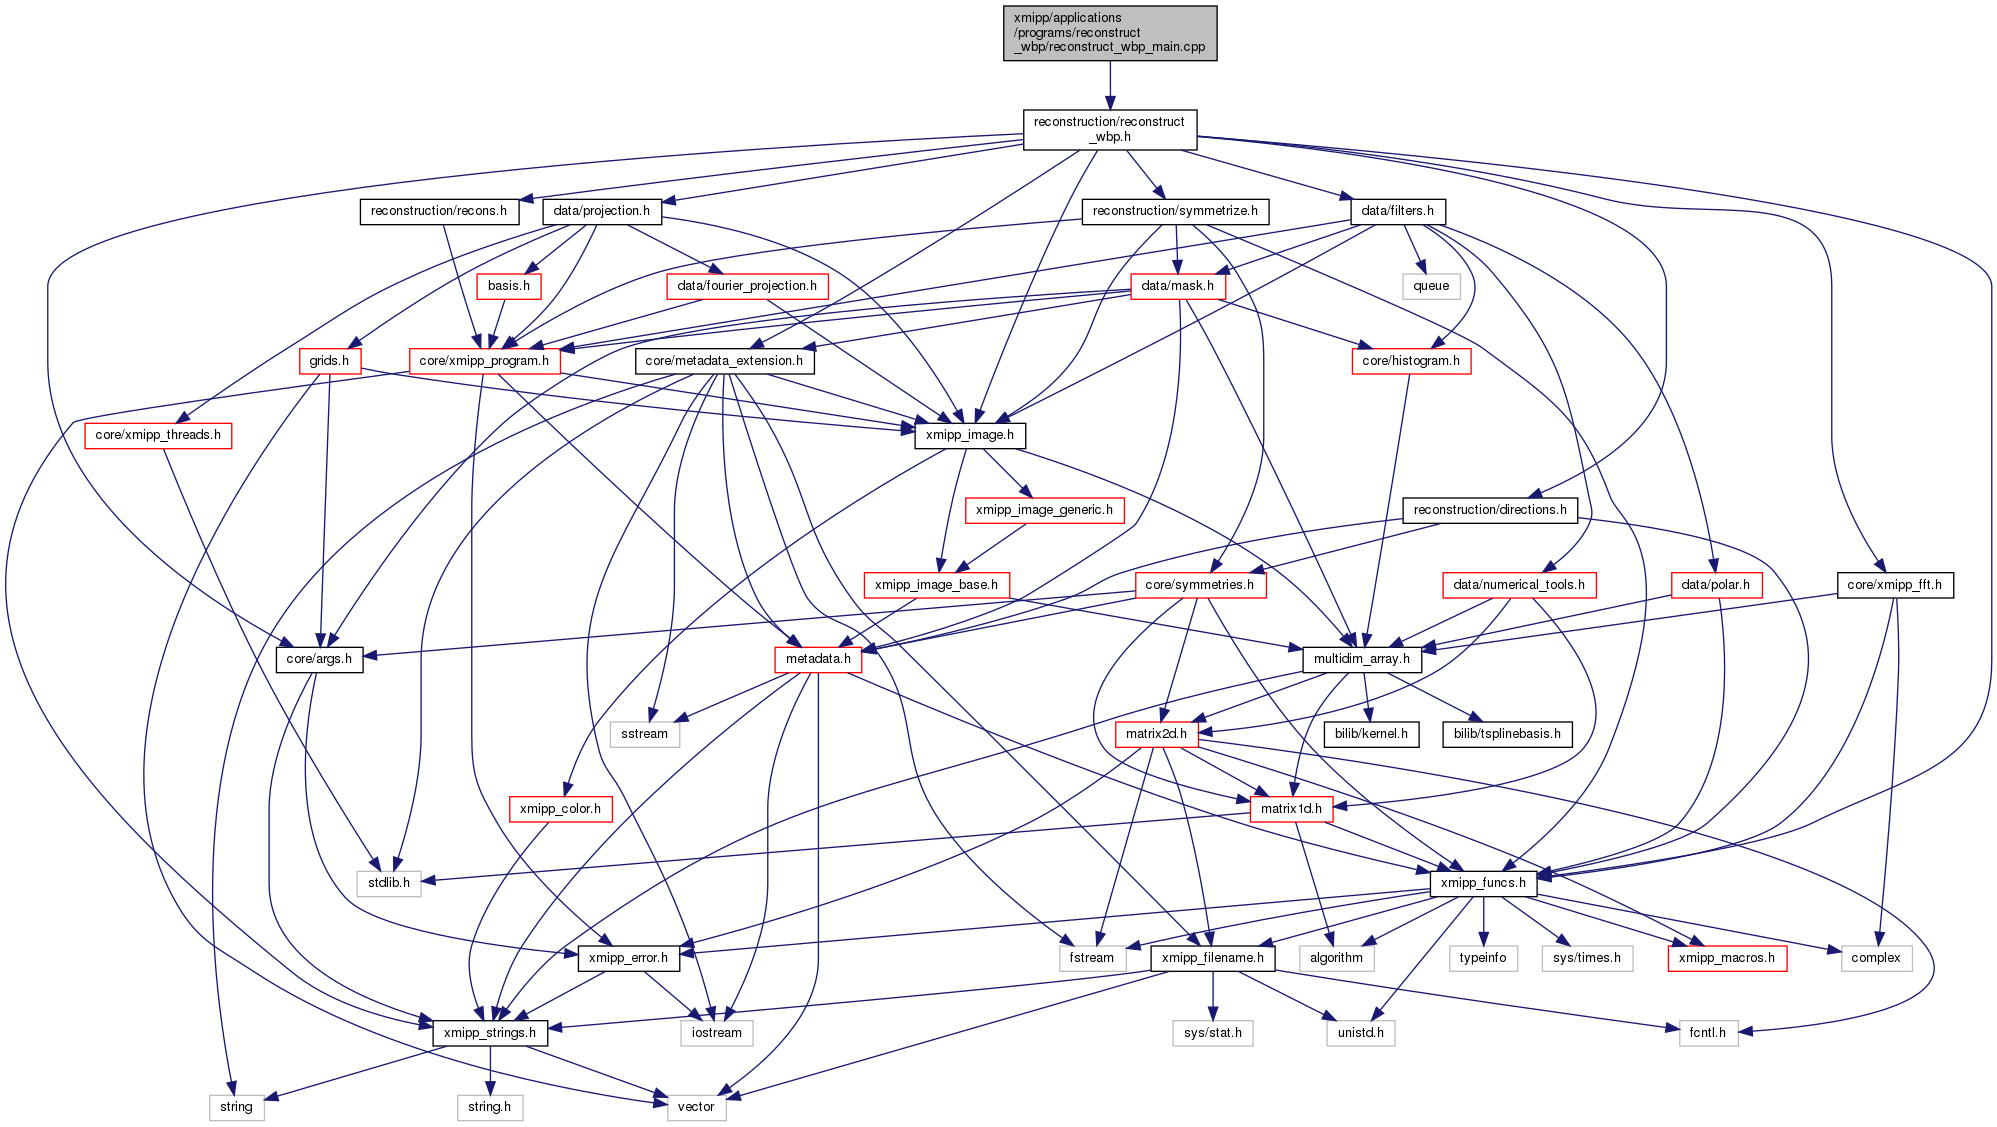 xmipp/applications
/programs/reconstruct
_wbp/reconstruct_wbp_main.cpp
reconstruction/reconstruct
_wbp.h
reconstruction/recons.h
data/projection.h
reconstruction/symmetrize.h
data/filters.h
basis.h
data/fourier_projection.h
data/mask.h
queue
grids.h
core/xmipp_program.h
core/metadata_extension.h
core/histogram.h
core/xmipp_threads.h
xmipp_image.h
xmipp_image_generic.h
reconstruction/directions.h
xmipp_image_base.h
core/symmetries.h
data/numerical_tools.h
data/polar.h
core/xmipp_fft.h
core/args.h
metadata.h
multidim_array.h
sstream
matrix2d.h
bilib/kernel.h
bilib/tsplinebasis.h
xmipp_color.h
matrix1d.h
stdlib.h
xmipp_funcs.h
xmipp_error.h
fstream
xmipp_filename.h
algorithm
typeinfo
sys/times.h
xmipp_macros.h
complex
xmipp_strings.h
iostream
sys/stat.h
unistd.h
fcntl.h
string
string.h
vector